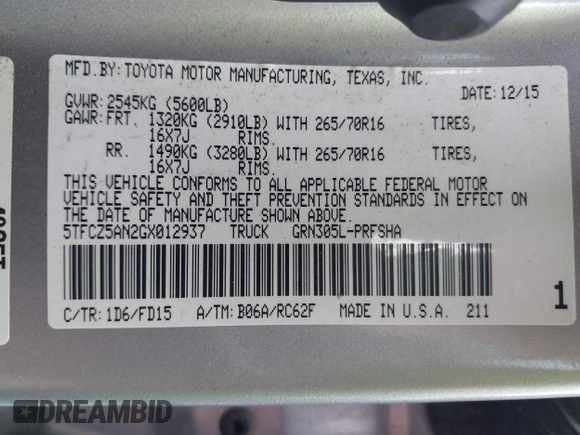 MFD.BY: TOYOTA MOTOR MANUFACTURING, TEXAS, INC.
DATE: 12/15
GVWR: 2545KG (5600LB)
GAWR: FRT. 1320KG (2910LB) WITH 265/70R16 TIRES,
16X7J RIMS.
RR. 1490KG (3280LB) WITH 265/70R16 TIRES,
16X7J RIMS.
THIS VEHICLE CONFORMS TO ALL APPLICABLE FEDERAL MOTOR
VEHICLE SAFETY AND THEFT PREVENTION STANDARDS IN EFFECT
ON THE DATE OF MANUFACTURE SHOWN ABOVE.
5TFCZ5AN2GX012937 TRUCK GRN305L-PRFSHA
1
C/TR: 1D6/FD15 A/TM: B06A/RC62F MADE IN U.S.A. 211
DREAMBID